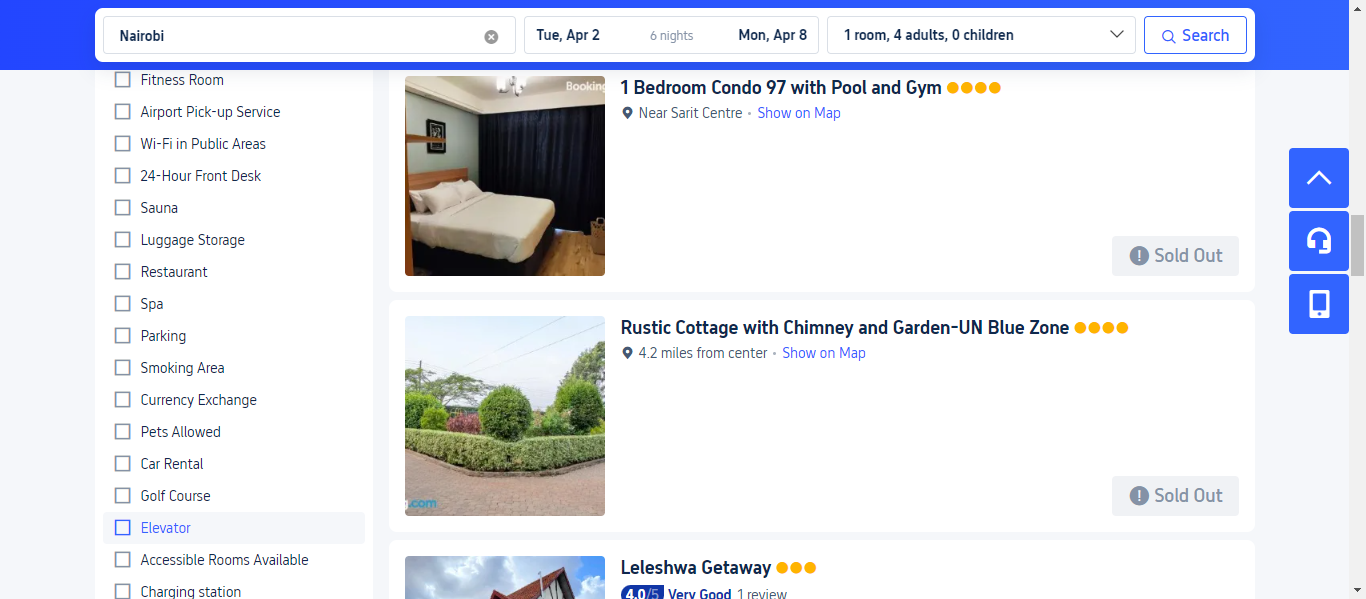 Nairobi
Tue, Apr 2 6 nights Mon, Apr 8
1 room, 4 adults, 0 children
Search
Fitness Room
Airport Pick-up Service
Wi-Fi in Public Areas
24-Hour Front Desk
Sauna
Luggage Storage
Restaurant
Spa
Parking
Smoking Area
Currency Exchange
Pets Allowed
Car Rental
Golf Course
Elevator
Accessible Rooms Available
Charging station
Booking
1 Bedroom Condo 97 with Pool and Gym
Near Sarit Centre • Show on Map
Sold Out
.com
Rustic Cottage with Chimney and Garden-UN Blue Zone
4.2 miles from center • Show on Map
Sold Out
Leleshwa Getaway
4.0/5 Very Good 1 review